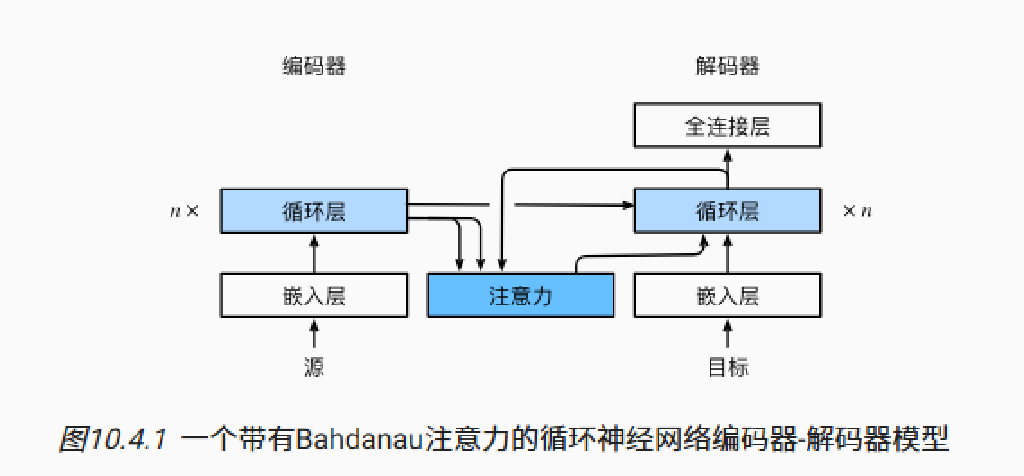 编码器
解码器
全连接层
n×
循环层
循环层
×n
嵌入层
注意力
嵌入层
源
目标
图10.4.1 一个带有Bahdanau注意力的循环神经网络编码器-解码器模型